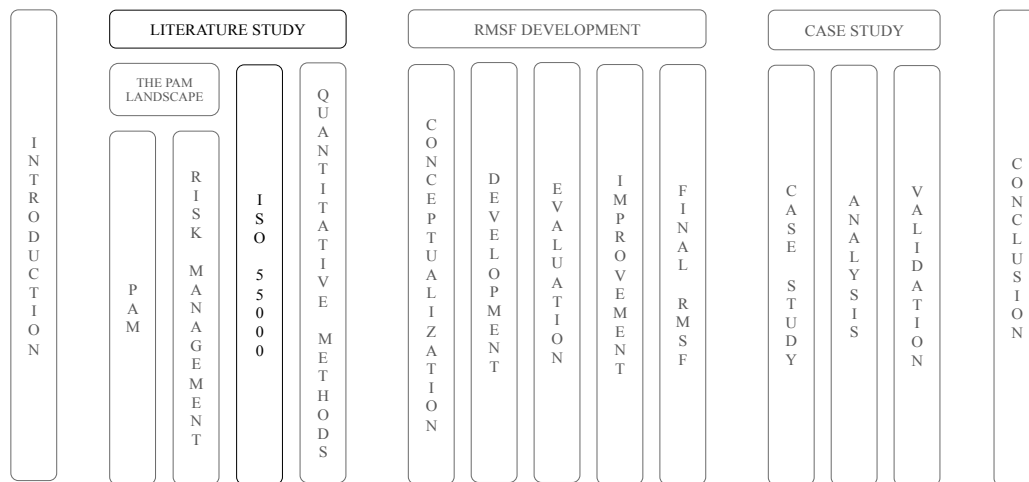 INTRODUCTION
LITERATURE STUDY
THE PAM
LANDSCAPE
PAM
RISK MANAGEMENT
ISO 55000
QUANTITATIVE METHODS
RMSF DEVELOPMENT
CONCEPTUALIZATION
DEVELOPMENT
EVALUATION
IMPROVEMENT
FINAL RMSF
CASE STUDY
CASE STUDY
ANALYSIS
VALIDATION
CONCLUSION